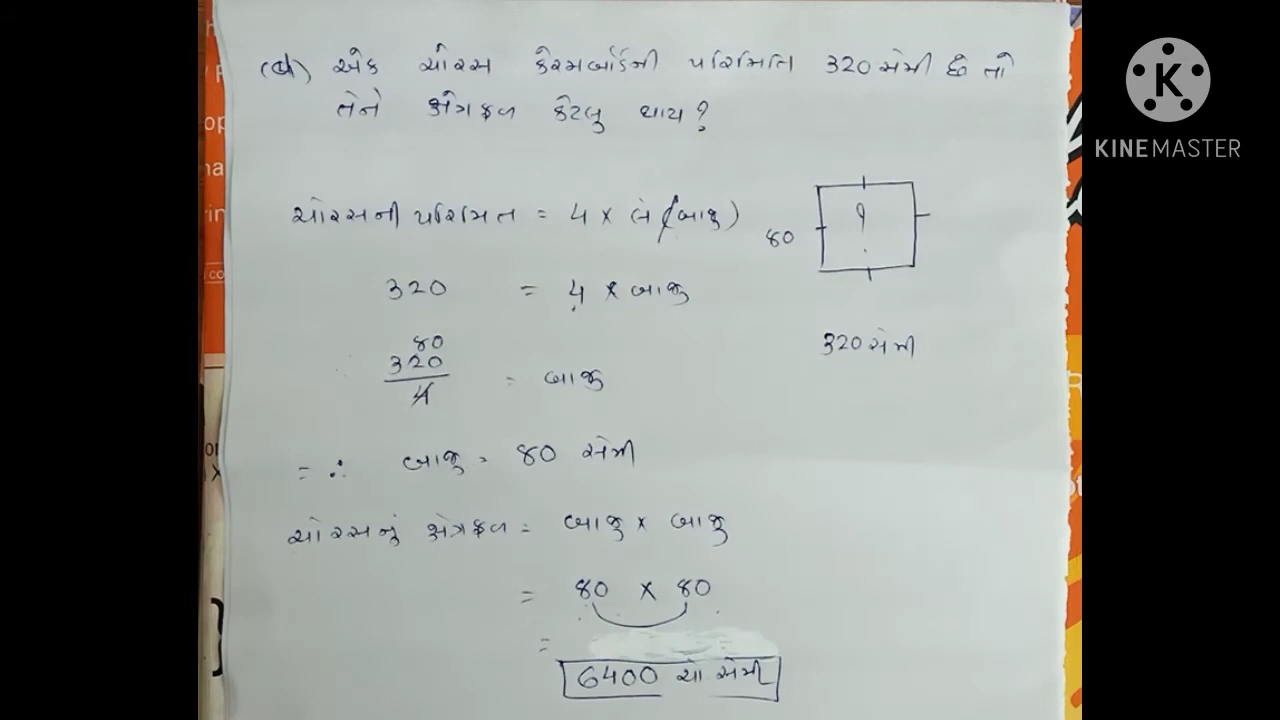 (બ) એક ચોરસ કેરમબોર્ડની પરિમિતિ 320 સેમી છે તો
તેને ક્ષેત્રફળ કેટલુ થાય ?
ચોરસની પરિમિત = 4 × (બાજુ)
80
?
320 = 4 × બાજુ
320 સેમી
80
320
4
= બાજુ
= ∴ બાજુ = 80 સેમી
ચોરસનું ક્ષેત્રફળ = બાજુ × બાજુ
= 80 × 80
=
6400 ચો સેમી
K
KINEMASTER